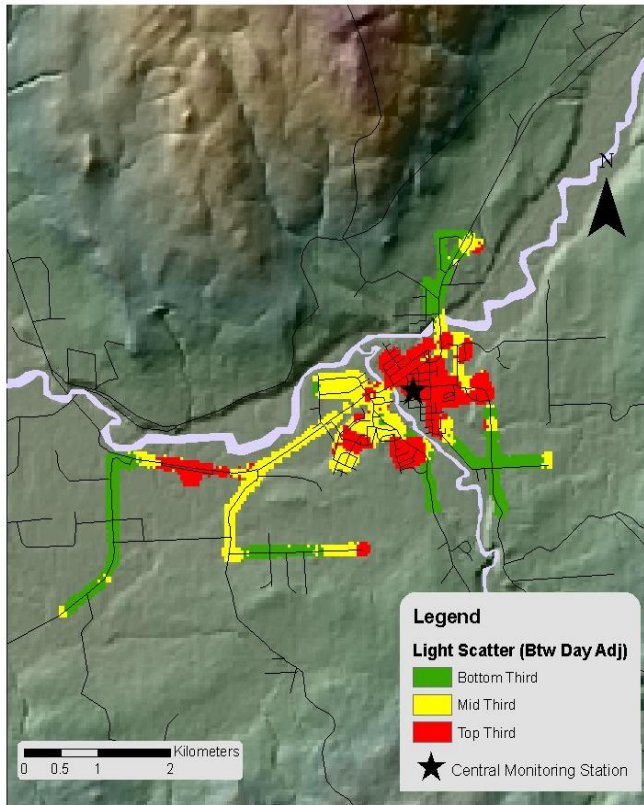 N
Legend
Light Scatter (Btw Day Adj)
Bottom Third
Mid Third
Top Third
Central Monitoring Station
Kilometers
0 0.5 1 2